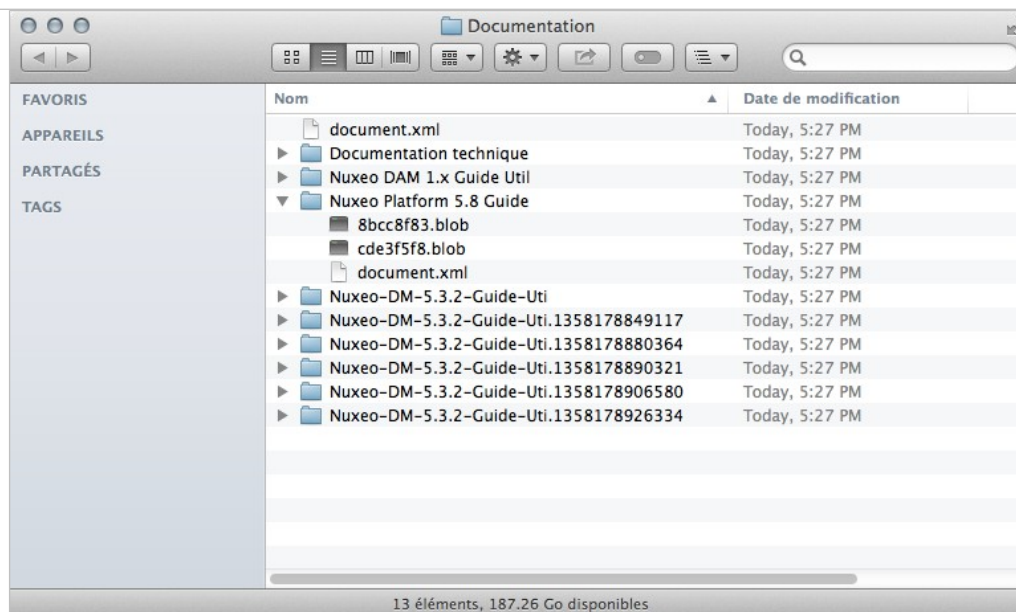 Documentation
FAVORIS
APPAREILS
PARTAGÉS
TAGS
Nom Date de modification
document.xml Today, 5:27 PM
Documentation technique Today, 5:27 PM
Nuxeo DAM 1.x Guide Util Today, 5:27 PM
Nuxeo Platform 5.8 Guide Today, 5:27 PM
8bcc8f83.blob Today, 5:27 PM
cde3f5f8.blob Today, 5:27 PM
document.xml Today, 5:27 PM
Nuxeo-DM-5.3.2-Guide-Uti Today, 5:27 PM
Nuxeo-DM-5.3.2-Guide-Uti.1358178849117 Today, 5:27 PM
Nuxeo-DM-5.3.2-Guide-Uti.1358178880364 Today, 5:27 PM
Nuxeo-DM-5.3.2-Guide-Uti.1358178890321 Today, 5:27 PM
Nuxeo-DM-5.3.2-Guide-Uti.1358178906580 Today, 5:27 PM
Nuxeo-DM-5.3.2-Guide-Uti.1358178926334 Today, 5:27 PM
13 éléments, 187.26 Go disponibles